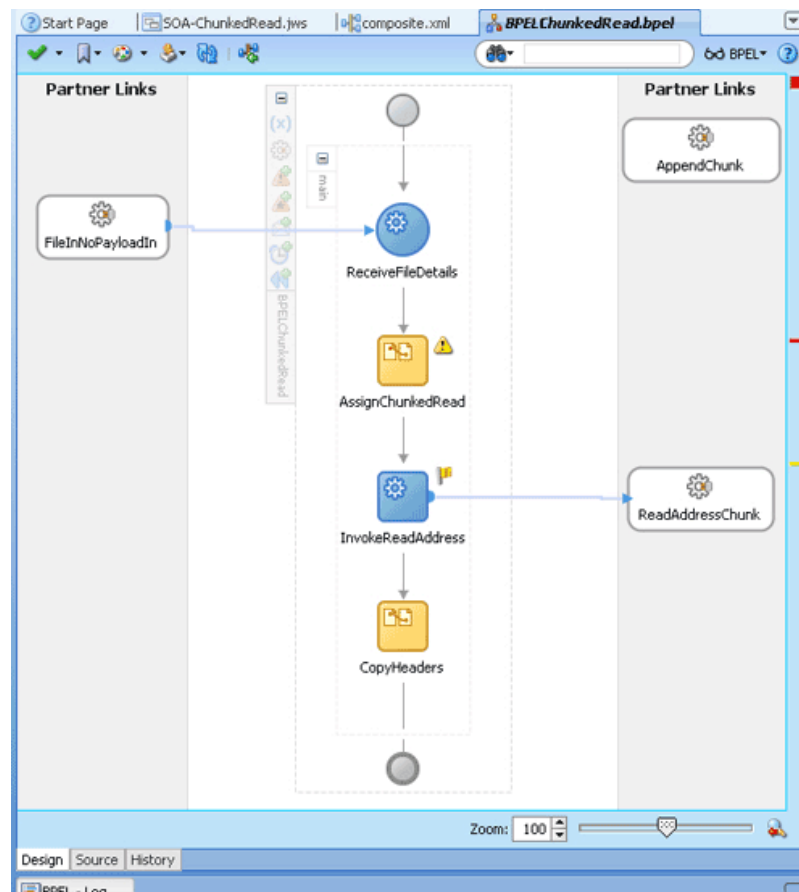 Start Page
SOA-ChunkedRead.jws
composite.xml
BPELChunkedRead.bpel
BPEL
Partner Links
Partner Links
AppendChunk
main
FileInNoPayloadIn
ReceiveFileDetails
BPELChunkedRead
AssignChunkedRead
InvokeReadAddress
ReadAddressChunk
CopyHeaders
Zoom: 100
Design Source History
BPEL - Log